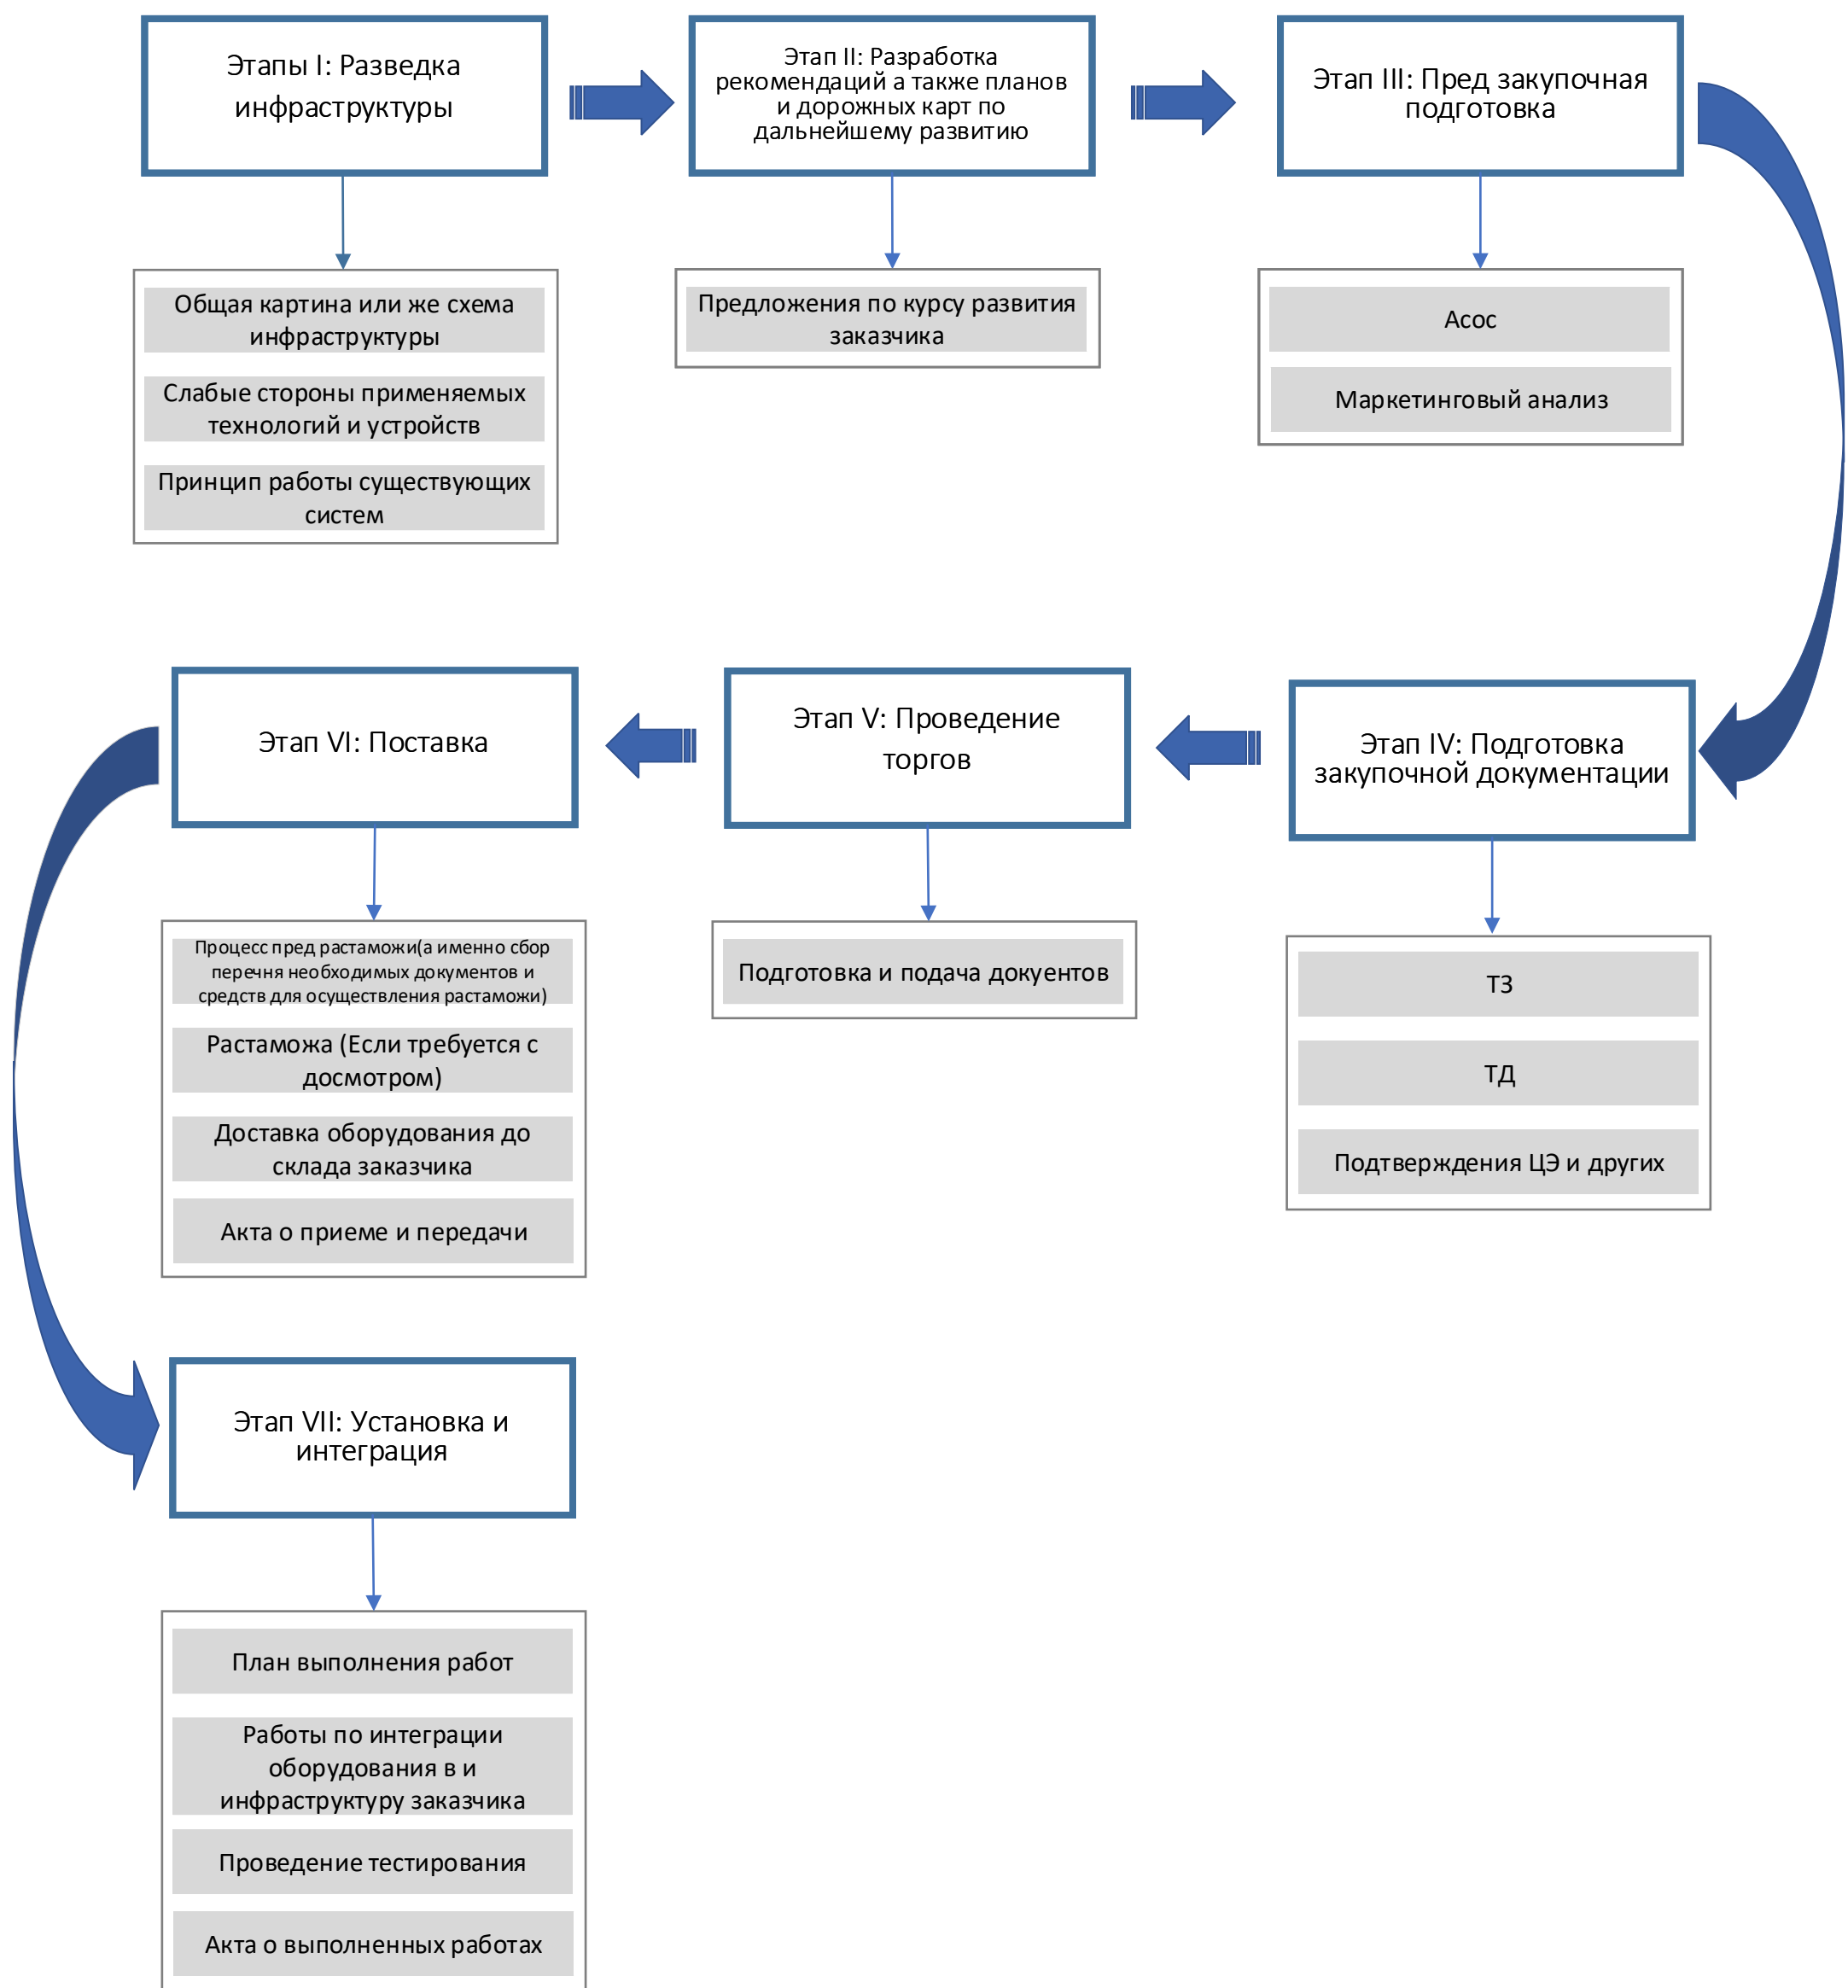 Этапы I: Разведка
инфраструктуры
Этап II: Разработка
рекомендаций а также планов
и дорожных карт по
дальнейшему развитию
Этап III: Пред закупочная
подготовка
Общая картина или же схема
инфраструктуры
Слабые стороны применяемых
технологий и устройств
Принцип работы существующих
систем
Предложения по курсу развития
заказчика
Асос
Маркетинговый анализ
Этап VI: Поставка
Этап V: Проведение
торгов
Этап IV: Подготовка
закупочной документации
Процесс пред растаможи(а именно сбор
перечня необходимых документов и
средств для осуществления растаможи)
Растаможа (Если требуется с
досмотром)
Доставка оборудования до
склада заказчика
Акта о приеме и передачи
Подготовка и подача докуентов
ТЗ
ТД
Подтверждения ЦЭ и других
Этап VII: Установка и
интеграция
План выполнения работ
Работы по интеграции
оборудования в и
инфраструктуру заказчика
Проведение тестирования
Акта о выполненных работах